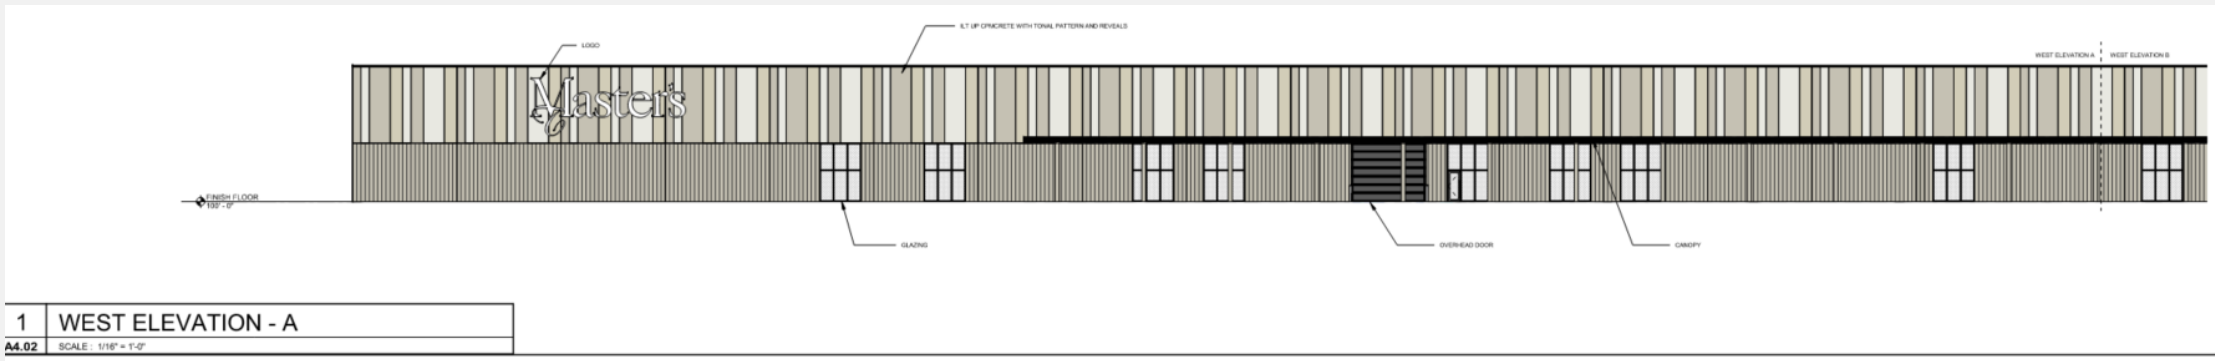 ILT UP CPMCRETE WITH TONAL PATTERN AND REVEALS
LOGO
WEST ELEVATION A
WEST ELEVATION B
Masters
FINISH FLOOR
100' - 0"
GLAZING
OVERHEAD DOOR
CANOPY
1
WEST ELEVATION - A
A4.02
SCALE : 1/16" = 1'-0"